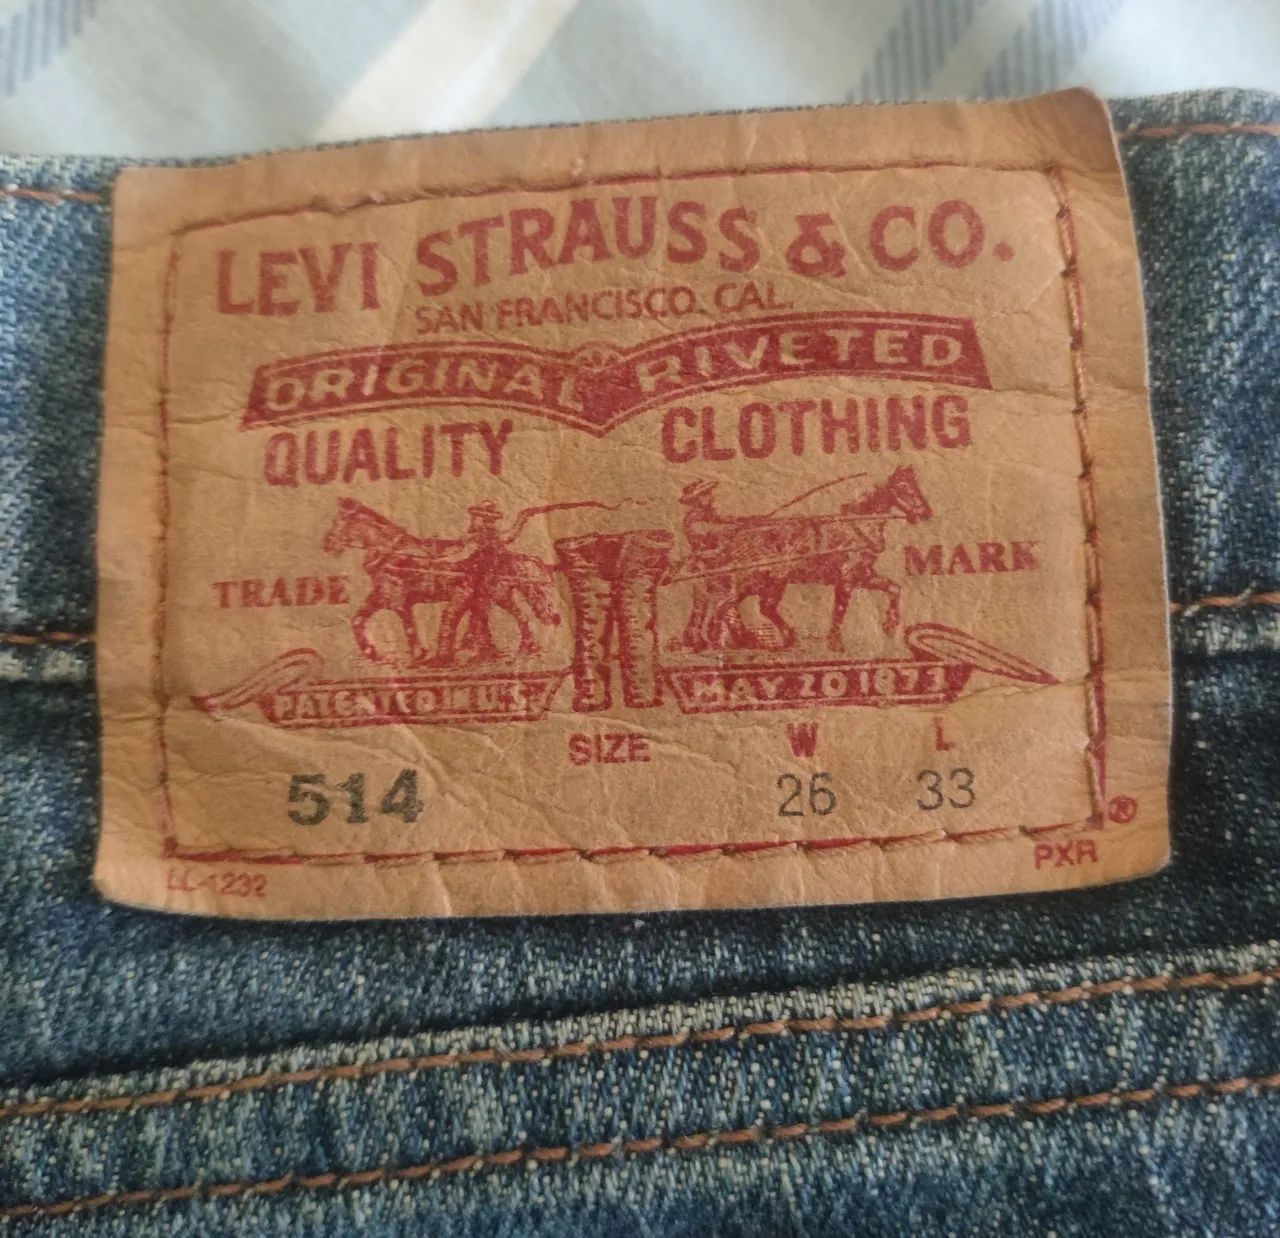 LEVI STRAUSS & CO.
SAN FRANCISCO. CAL.
ORIGINAL RIVETED
QUALITY CLOTHING
TRADE MARK
PATENTED IN U.S. MAY 20 1873
SIZE W L
514 26 33
®
LL-1232 PXR